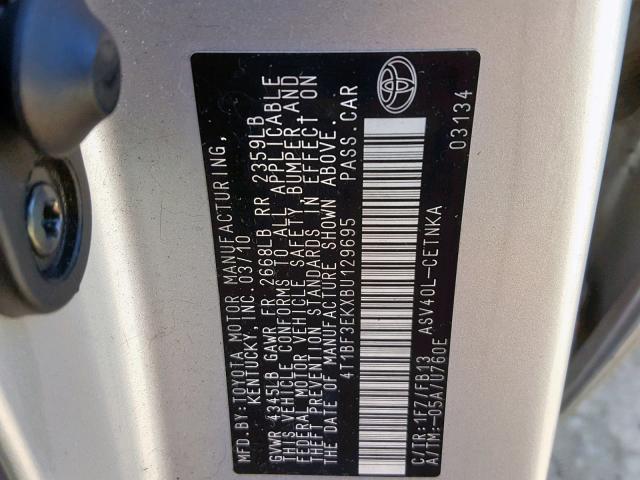 MFD.BY:TOYOTA MOTOR MANUFACTURING,
KENTUCKY, INC. 03/10
GVWR 4345LB GAWR FR 2668LB RR 2359LB
THIS VEHICLE CONFORMS TO ALL APPLICABLE
FEDERAL MOTOR VEHICLE SAFETY, BUMPER AND
THEFT PREVENTION STANDARDS IN EFFECT ON
THE DATE OF MANUFACTURE SHOWN ABOVE.
4T1BF3EKXBU129695 PASS.CAR
C/TR:1F7/FB13 ASV40L-CETNKA
A/TM:-05A/U760E
03134